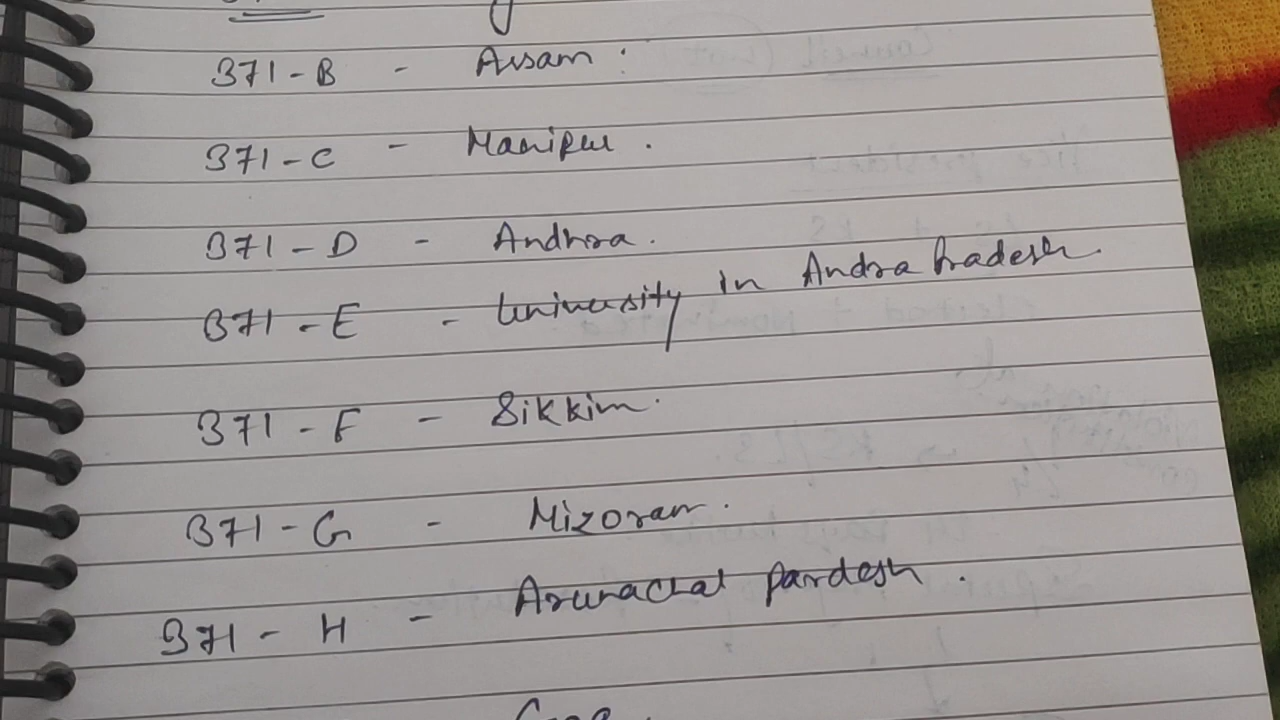 371-B - Assam.
371-C - Manipur.
371-D - Andhra.
371-E - University in Andra Pradesh.
371-F - Sikkim.
371-G - Mizoram.
371-H - Arunachal Pardesh.